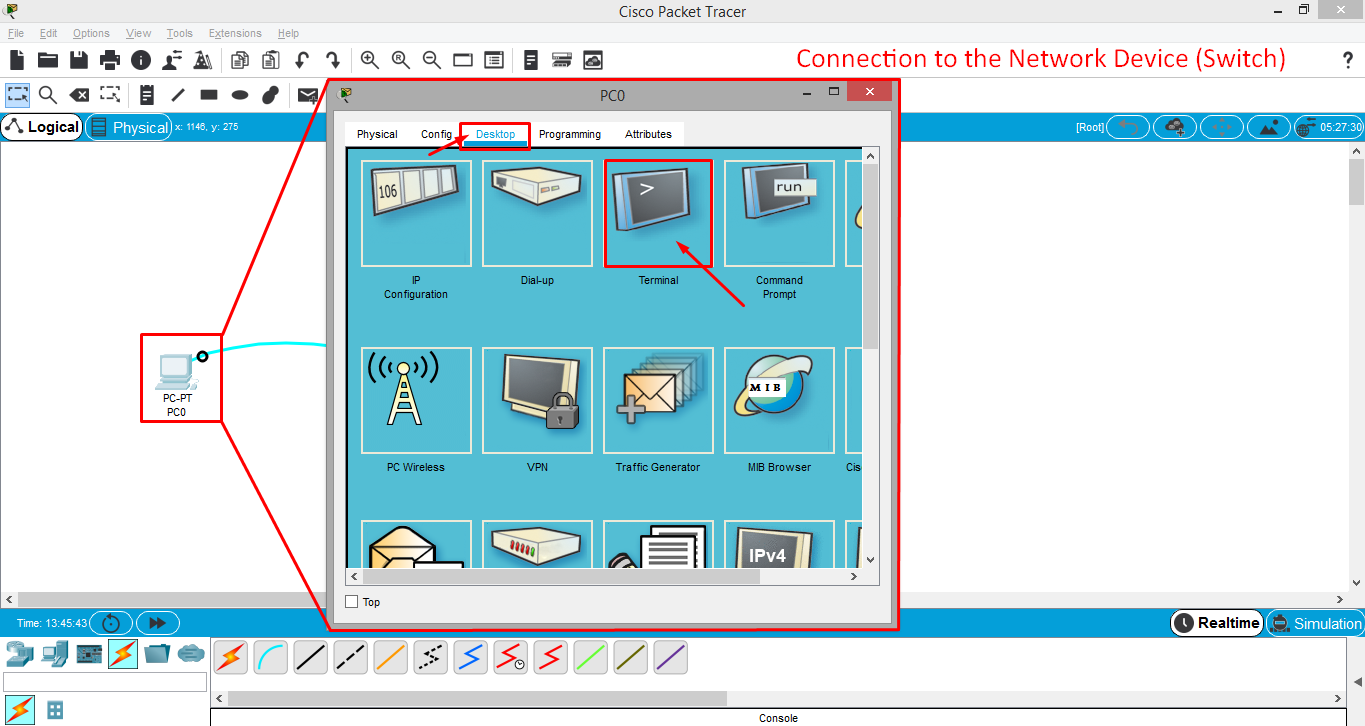 Cisco Packet Tracer
File Edit Options View Tools Extensions Help
Connection to the Network Device (Switch)
?
Logical
Physical
x: 1146, y: 275
[Root]
05:27:30
PC0
Physical Config Desktop Programming Attributes
106
>
run
IP
Configuration
Dial-up
Terminal
Command
Prompt
MIB
PC Wireless
VPN
Traffic Generator
MIB Browser
Cis
IPv4
Top
PC-PT
PC0
Time: 13:45:43
Realtime
Simulation
Console